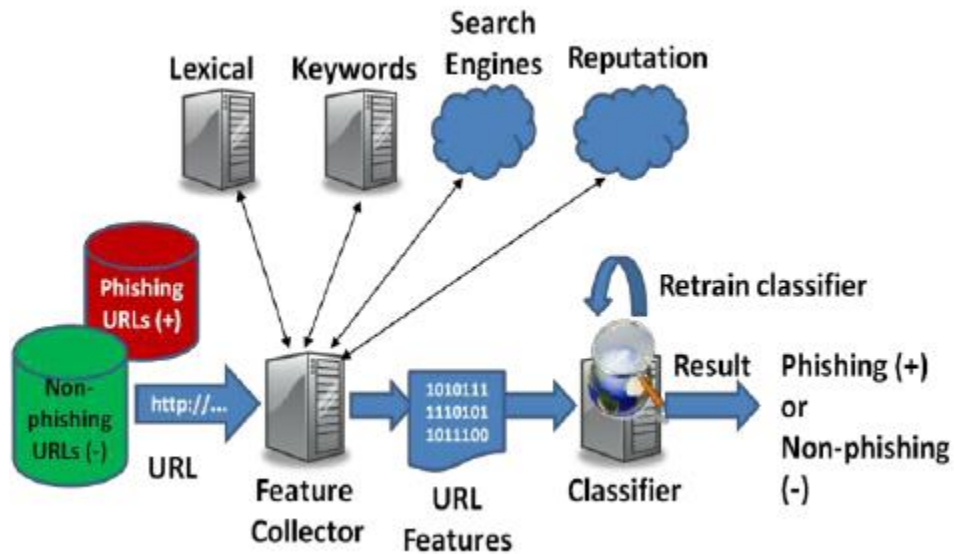 Lexical
Keywords
Search
Engines
Reputation
Phishing
URLs (+)
Non-
phishing
URLs (-)
http://...
URL
Feature
Collector
1010111
1110101
1011100
URL
Features
Retrain classifier
Classifier
Result
Phishing (+)
or
Non-phishing
(-)